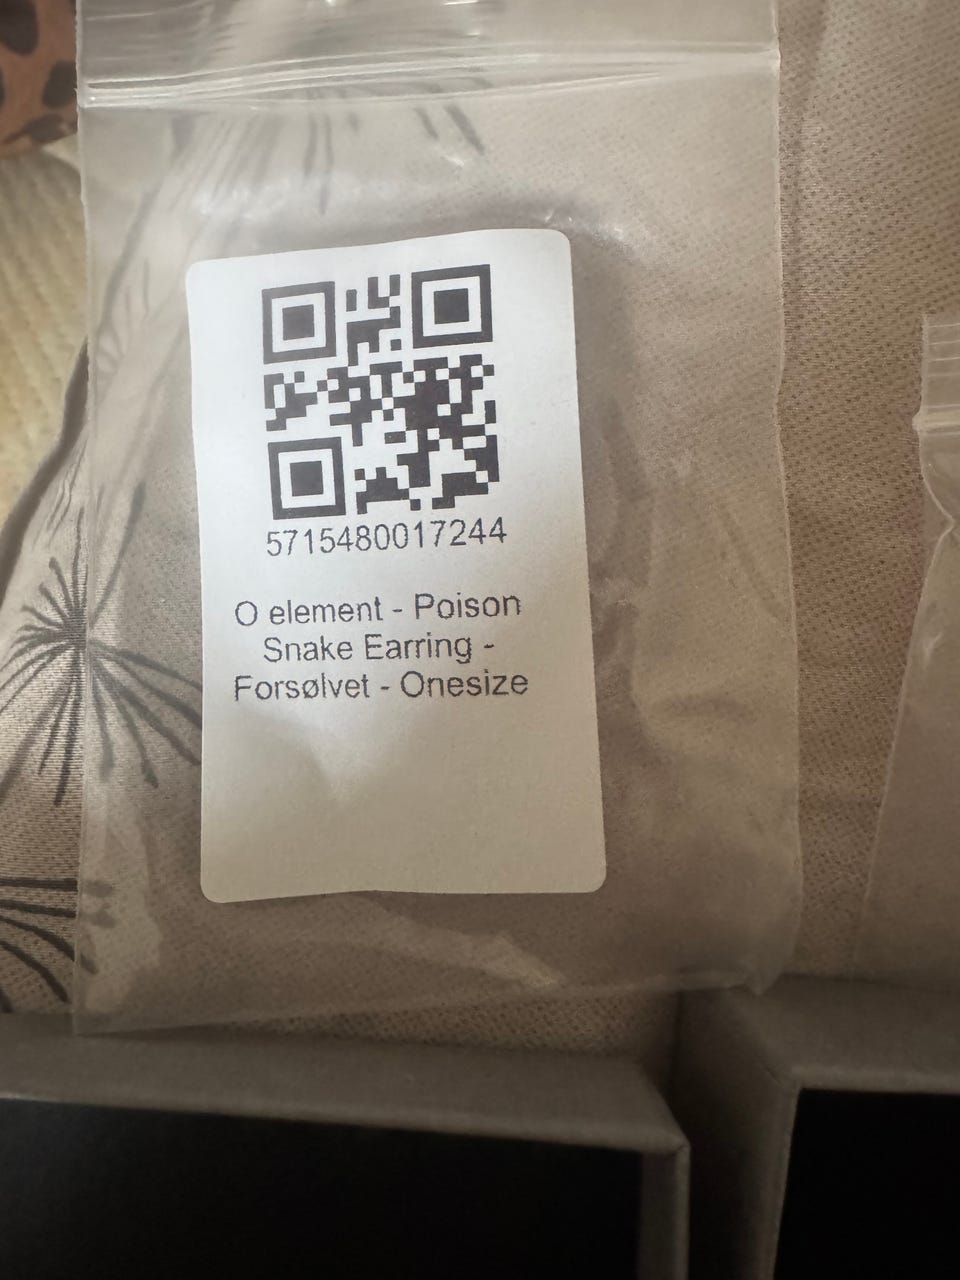 5715480017244
O element - Poison
Snake Earring -
Forsølvet - Onesize